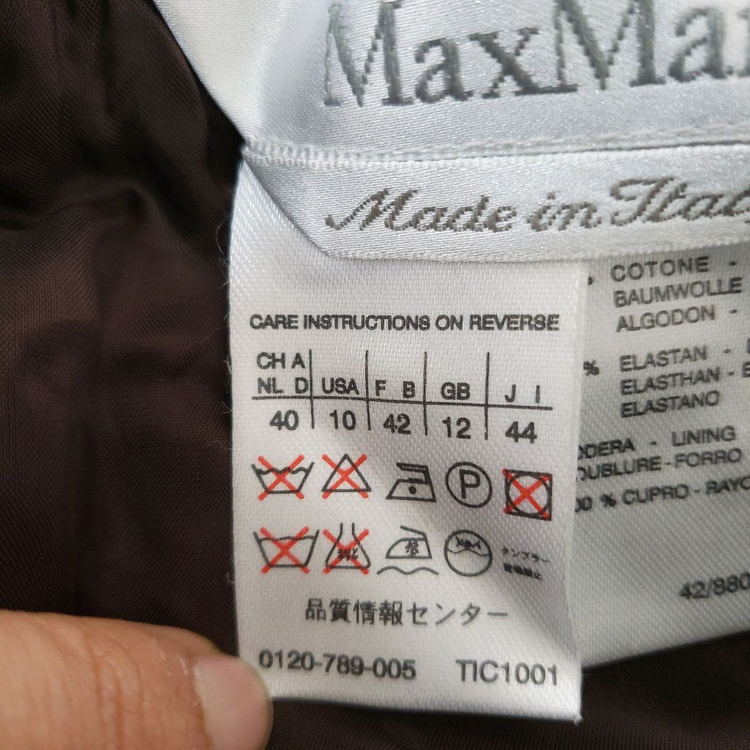 MaxMa
Made in Ital
CARE INSTRUCTIONS ON REVERSE
CH A
NL D USA F B GB J I
40 10 42 12 44
P
タンブラー
乾燥禁止
品質情報センター
0120-789-005 TIC1001
COTONE -
BAUMWOLLE
ALGODON -
% ELASTAN -
ELASTHAN -
ELASTANO
ODERA - LINING
OUBLURE - FORRO
00 % CUPRO - RAYO
42/880